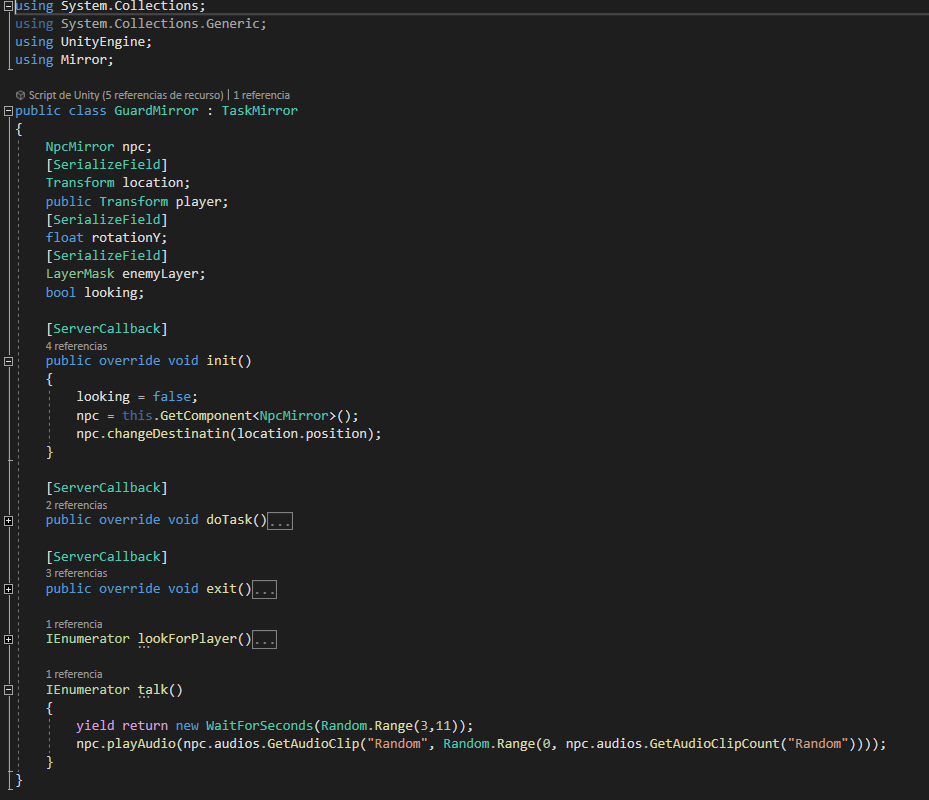 using System.Collections;
using System.Collections.Generic;
using UnityEngine;
using Mirror;
Script de Unity (5 referencias de recurso) | 1 referencia
public class GuardMirror : TaskMirror
{
NpcMirror npc;
[SerializeField]
Transform location;
public Transform player;
[SerializeField]
float rotationY;
[SerializeField]
LayerMask enemyLayer;
bool looking;
[ServerCallback]
4 referencias
public override void init()
{
looking = false;
npc = this.GetComponent<NpcMirror>();
npc.changeDestinatin(location.position);
}
[ServerCallback]
2 referencias
public override void doTask()...
[ServerCallback]
3 referencias
public override void exit()...
1 referencia
IEnumerator lookForPlayer()...
1 referencia
IEnumerator talk()
{
yield return new WaitForSeconds(Random.Range(3,11));
npc.playAudio(npc.audios.GetAudioClip("Random", Random.Range(0, npc.audios.GetAudioClipCount("Random"))));
}
}